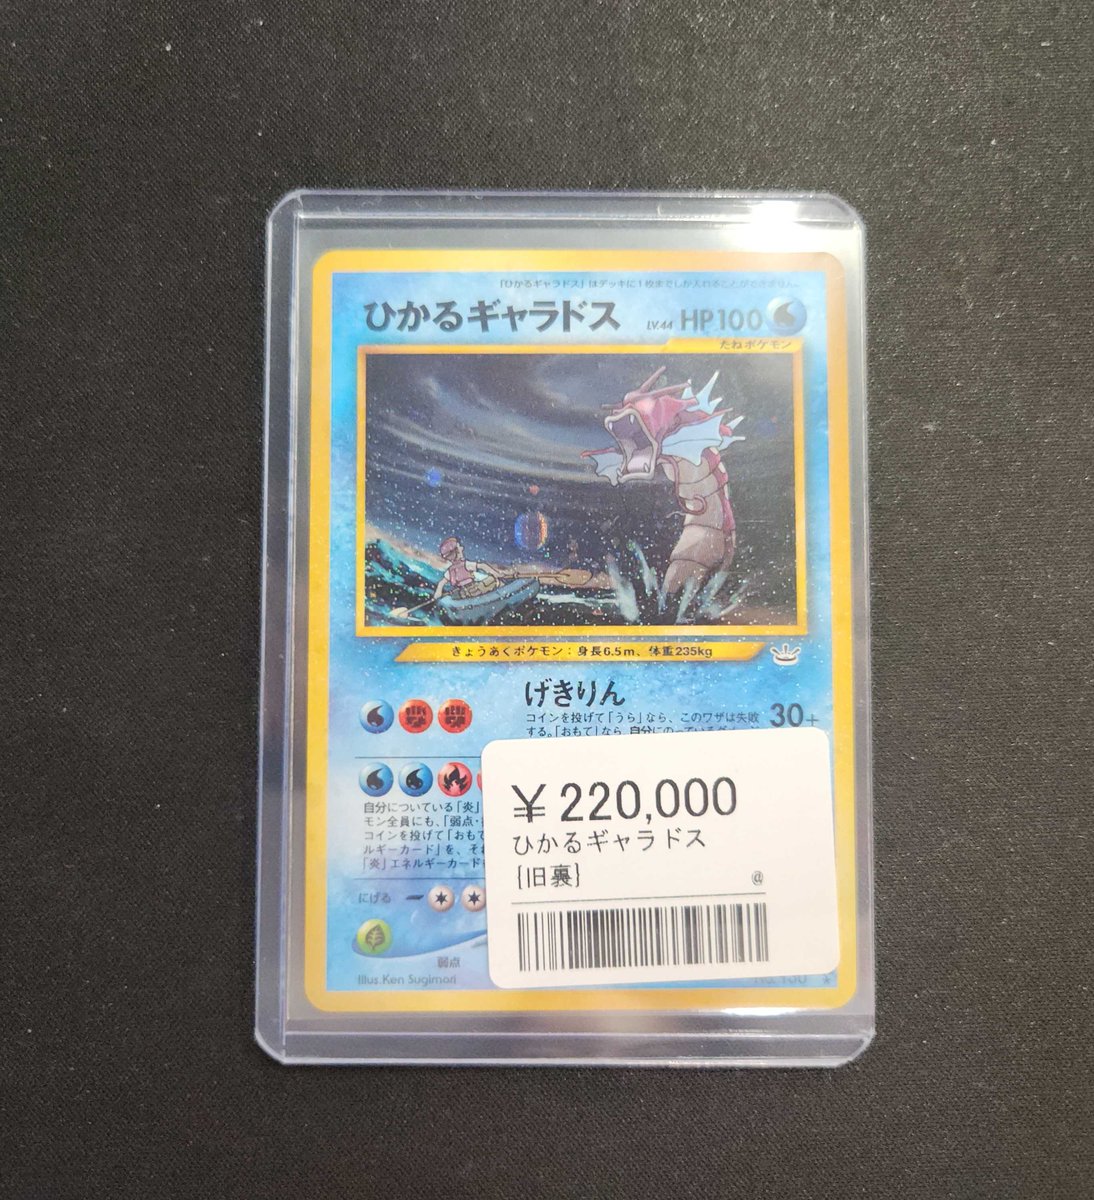 「ひかるギャラドス」はデッキに1枚までしか入れることができません。
ひかるギャラドス LV.44 HP100
たねポケモン
きょうあくポケモン：身長6.5m、体重235kg
げきりん
コインを投げて「うら」なら、このワザは失敗 30+
する。「おもて」なら、自分にのっているダメー
自分についている「炎」
モン全員にも、「弱点・
コインを投げて「おもて
ルギーカード」を、それ
「炎」エネルギーカード
にげる
弱点
Illus.Ken Sugimori
¥220,000
ひかるギャラドス
{旧裏}
@